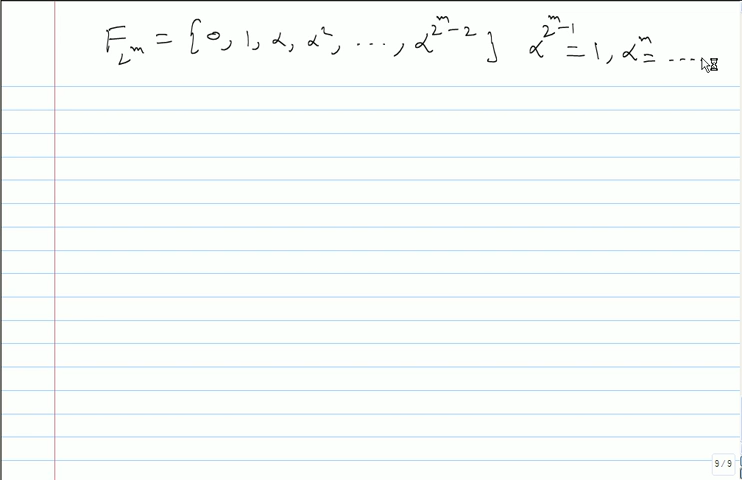 F_{2^m} = { 0, 1, α, α², ..., α^{2^m-2} } α^{2^m-1} = 1, α^m = ....
9 / 9